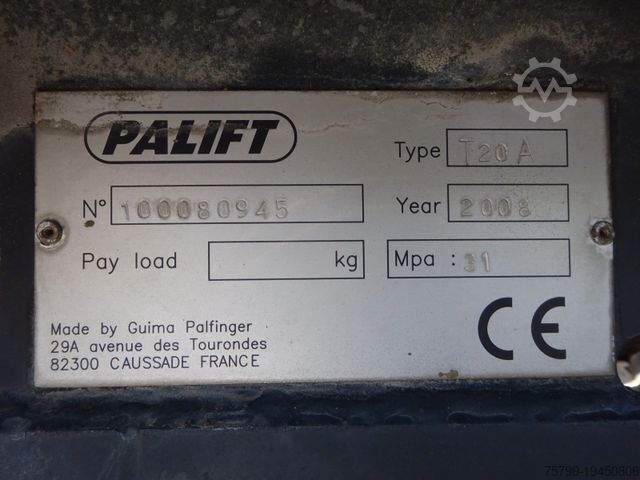 PALIFT
Type T20A
N° 100080945
Year 2008
Pay load kg
Mpa : 31
Made by Guima Palfinger
29A avenue des Tourondes
82300 CAUSSADE FRANCE
CE
75799-19450806